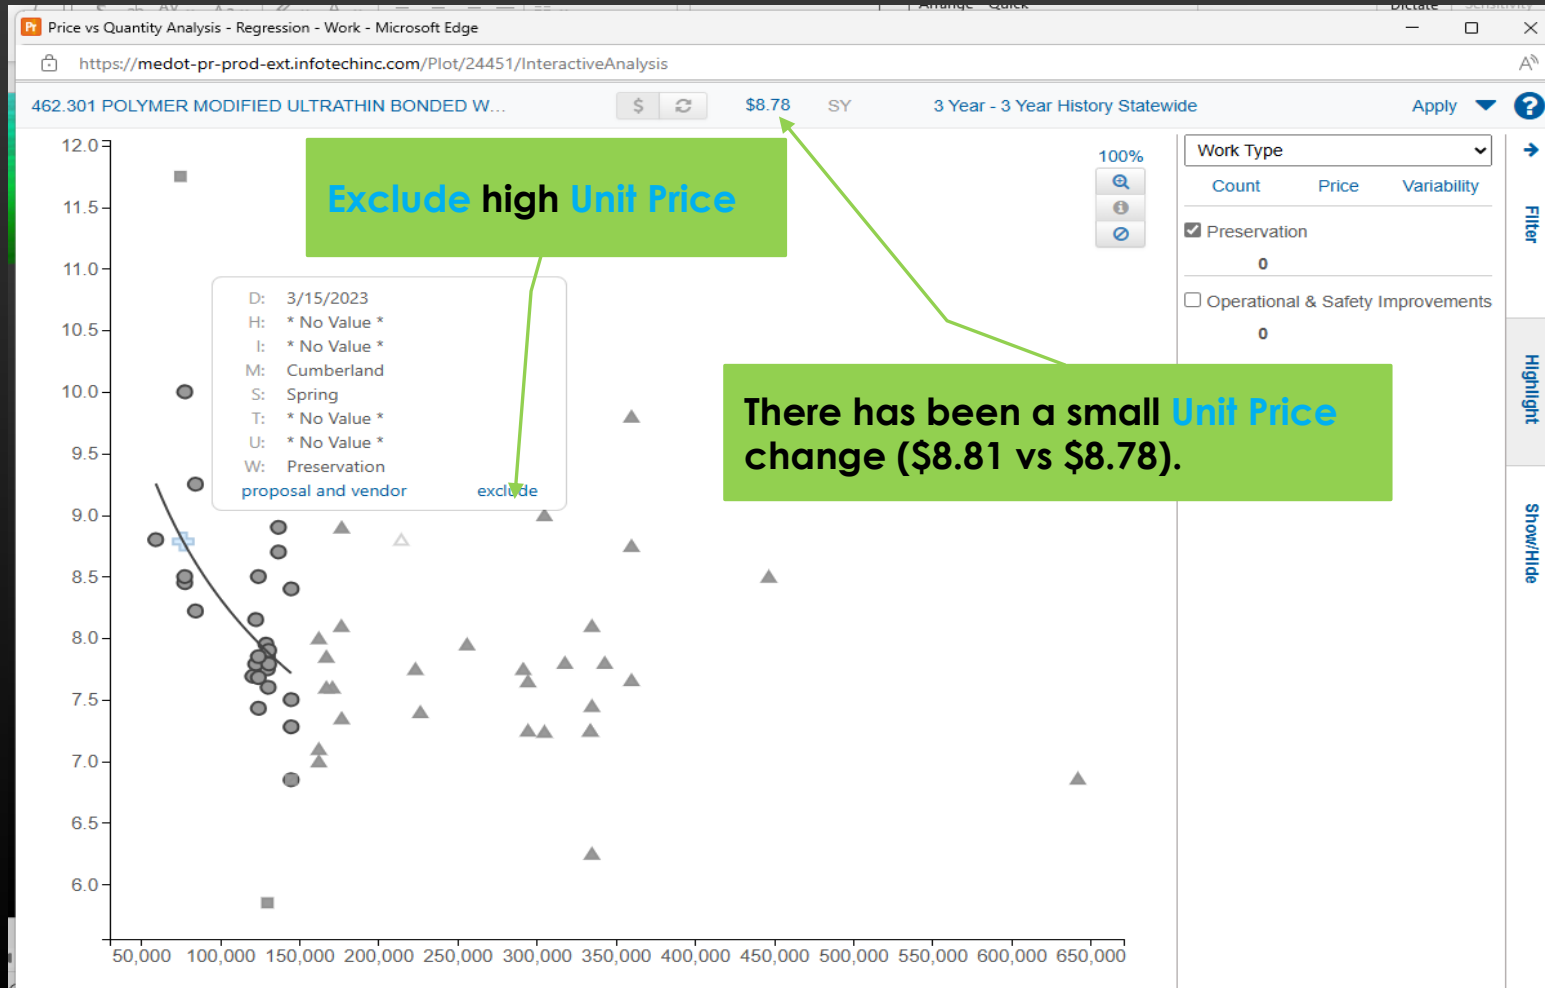 Arrange Quick Dictate Sensitivity
Price vs Quantity Analysis - Regression - Work - Microsoft Edge
https://medot-pr-prod-ext.infotechinc.com/Plot/24451/InteractiveAnalysis
462.301 POLYMER MODIFIED ULTRATHIN BONDED W... $ $8.78 SY 3 Year - 3 Year History Statewide Apply ?
12.0
11.5
11.0
10.5
10.0
9.5
9.0
8.5
8.0
7.5
7.0
6.5
6.0
Exclude high Unit Price
100%
D: 3/15/2023
H: * No Value *
I: * No Value *
M: Cumberland
S: Spring
T: * No Value *
U: * No Value *
W: Preservation
proposal and vendor exclude
There has been a small Unit Price
change ($8.81 vs $8.78).
50,000 100,000 150,000 200,000 250,000 300,000 350,000 400,000 450,000 500,000 550,000 600,000 650,000
Work Type
Count Price Variability
Preservation
0
Operational & Safety Improvements
0
Filter
Highlight
Show/Hide